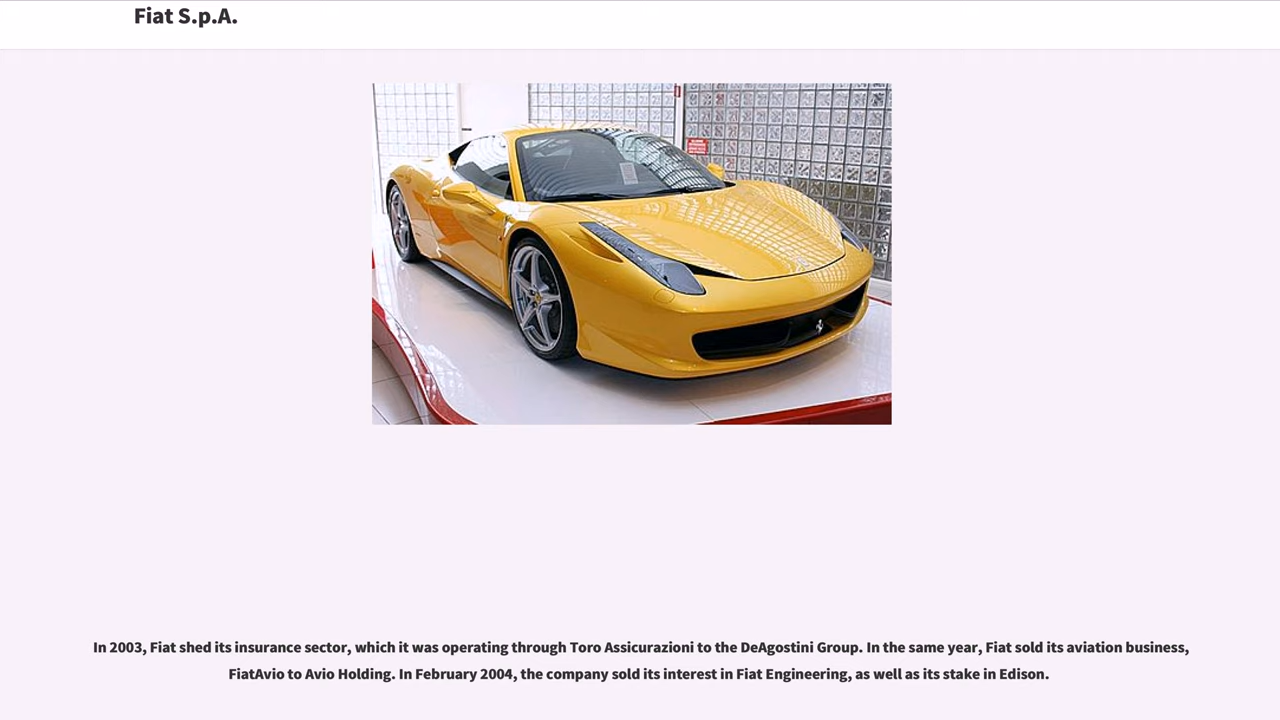 Fiat S.p.A.
In 2003, Fiat shed its insurance sector, which it was operating through Toro Assicurazioni to the DeAgostini Group. In the same year, Fiat sold its aviation business,
FiatAvio to Avio Holding. In February 2004, the company sold its interest in Fiat Engineering, as well as its stake in Edison.